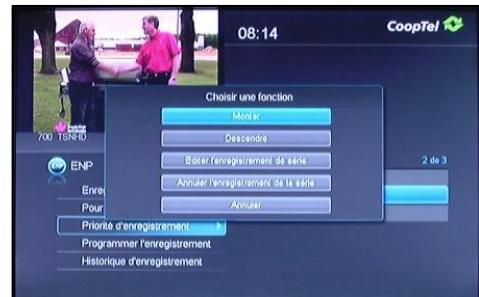 08:14
CoopTel
700 TSNHD
Choisir une fonction
Monter
Descendre
Editer l'enregistrement de série
Annuler l'enregistrement de la série
Annuler
ENP
2 de 3
Pour
Priorité d'enregistrement
Programmer l'enregistrement
Historique d'enregistrement